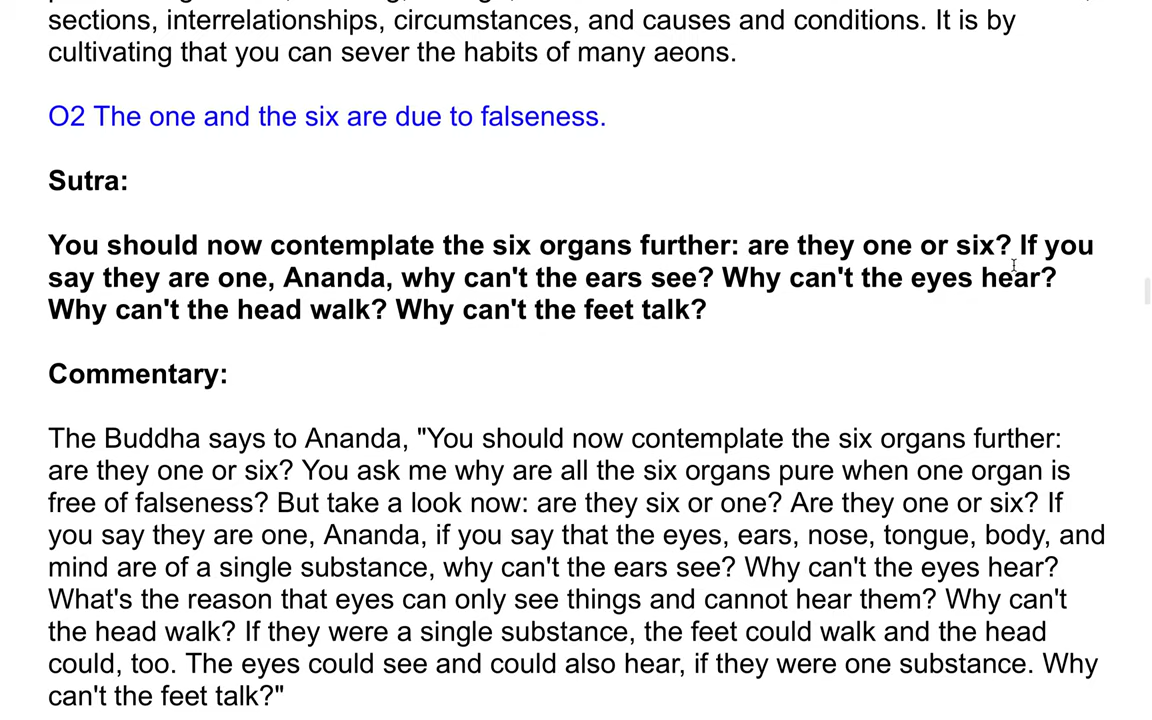 sections, interrelationships, circumstances, and causes and conditions. It is by
cultivating that you can sever the habits of many aeons.
O2 The one and the six are due to falseness.
Sutra:
You should now contemplate the six organs further: are they one or six? If you
say they are one, Ananda, why can't the ears see? Why can't the eyes hear?
Why can't the head walk? Why can't the feet talk?
Commentary:
The Buddha says to Ananda, "You should now contemplate the six organs further:
are they one or six? You ask me why are all the six organs pure when one organ is
free of falseness? But take a look now: are they six or one? Are they one or six? If
you say they are one, Ananda, if you say that the eyes, ears, nose, tongue, body, and
mind are of a single substance, why can't the ears see? Why can't the eyes hear?
What's the reason that eyes can only see things and cannot hear them? Why can't
the head walk? If they were a single substance, the feet could walk and the head
could, too. The eyes could see and could also hear, if they were one substance. Why
can't the feet talk?"